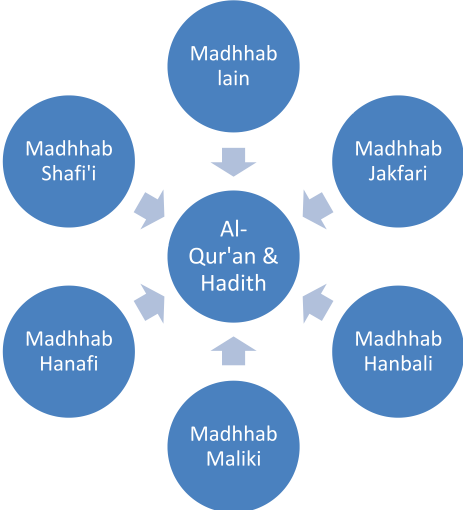 Madhhab
lain
Madhhab
Shafi'i
Madhhab
Jakfari
Al-
Qur'an &
Hadith
Madhhab
Hanafi
Madhhab
Hanbali
Madhhab
Maliki